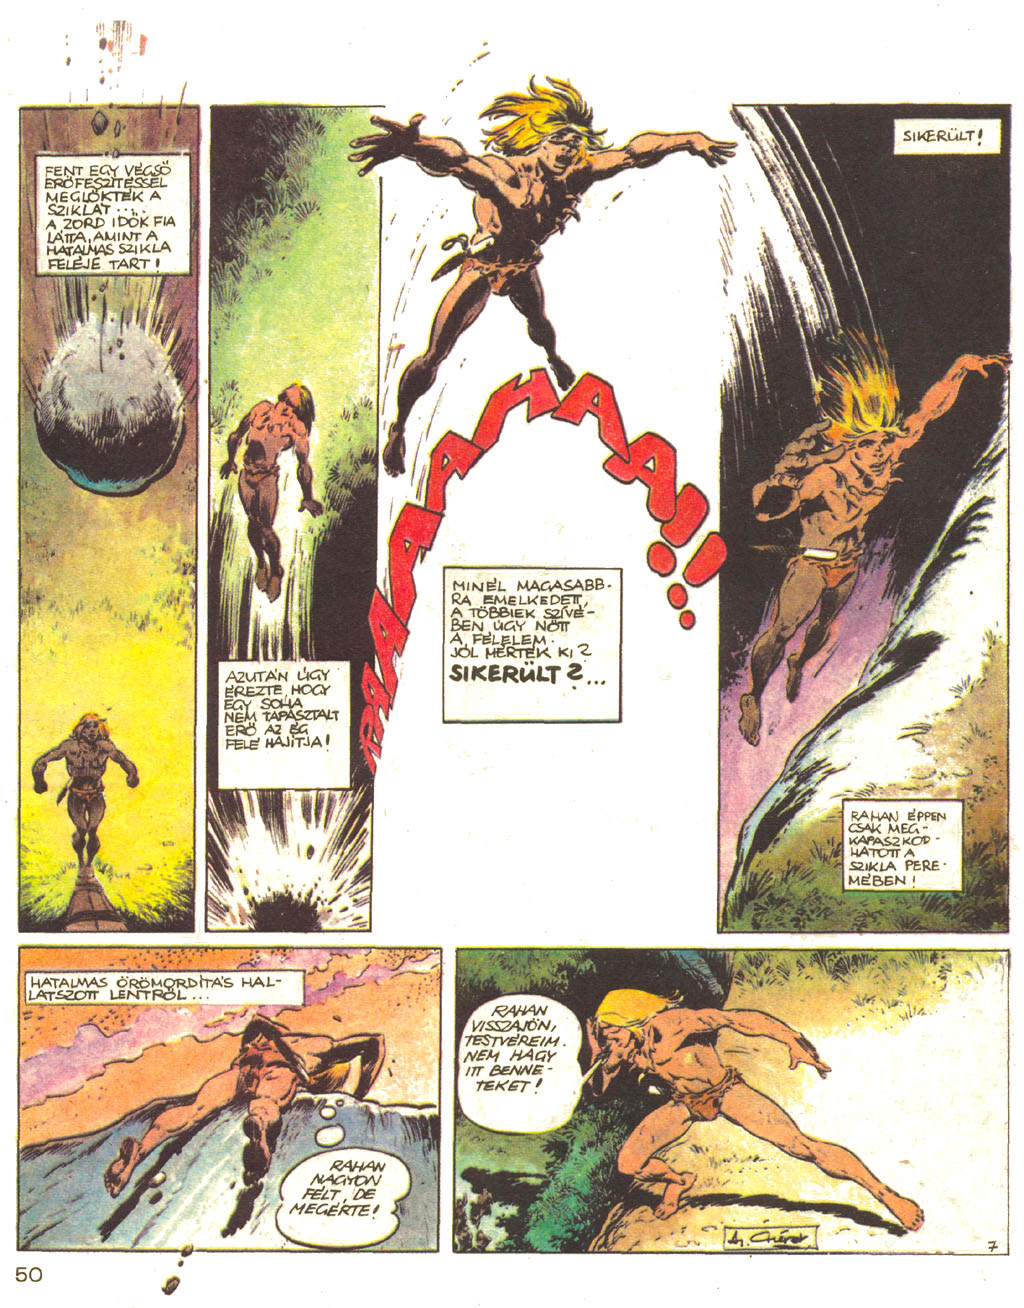 FENT EGY VÉGSŐ
ERŐFESZÍTÉSSEL
MEGLÖKTÉK A
SZIKLÁT.....
A ZORD IDŐK FIA
LÁTTA, AMINT A
HATALMAS SZIKLA
FELÉJE TART!
AZUTÁN ÚGY
ÉREZTE, HOGY
EGY SOHA
NEM TAPASZTALT
ERŐ AZ ÉG
FELÉ HAJÍTJA!
RAHAAAHAAA!!
MINÉL MAGASABB-
RA EMELKEDETT,
A TÖBBIEK SZÍVÉ-
BEN ÚGY NŐTT
A FÉLELEM.
JÓL MÉRTÉK KI?
SIKERÜLT?...
SIKERÜLT!
RAHAN ÉPPEN
CSAK MEG-
KAPASZKOD-
HATOTT A
SZIKLA PERE-
MÉBEN!
HATALMAS ÖRÖMORDÍTÁS HAL-
LATSZOTT LENTRŐL...
RAHAN
NAGYON
FÉLT, DE
MEGÉRTE!
RAHAN
VISSZAJÖN,
TESTVÉREIM.
NEM HAGY
ITT BENNE-
TEKET!
A. Chéret
7
50